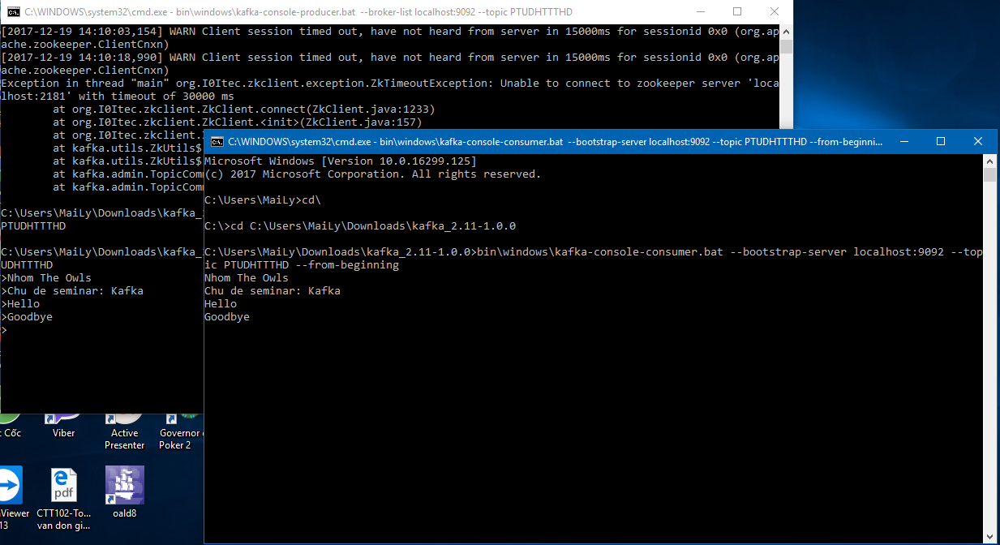 C:\WINDOWS\system32\cmd.exe - bin\windows\kafka-console-producer.bat --broker-list localhost:9092 --topic PTUDHTTTHD
[2017-12-19 14:10:03,154] WARN Client session timed out, have not heard from server in 15000ms for sessionid 0x0 (org.ap
ache.zookeeper.ClientCnxn)
[2017-12-19 14:10:18,990] WARN Client session timed out, have not heard from server in 15000ms for sessionid 0x0 (org.ap
ache.zookeeper.ClientCnxn)
Exception in thread "main" org.I0Itec.zkclient.exception.ZkTimeoutException: Unable to connect to zookeeper server 'loca
lhost:2181' with timeout of 30000 ms
at org.I0Itec.zkclient.ZkClient.connect(ZkClient.java:1233)
at org.I0Itec.zkclient.ZkClient.<init>(ZkClient.java:157)
at org.I0Itec.zkclient.
at kafka.utils.ZkUtils$
at kafka.utils.ZkUtils$
at kafka.admin.TopicCom
at kafka.admin.TopicCom
C:\Users\MaiLy\Downloads\kafka_
PTUDHTTTHD
C:\Users\MaiLy\Downloads\kafka_
UDHTTTHD
>Nhom The Owls
>Chu de seminar: Kafka
>Hello
>Goodbye
>
C:\WINDOWS\system32\cmd.exe - bin\windows\kafka-console-consumer.bat --bootstrap-server localhost:9092 --topic PTUDHTTTHD --from-beginni...
Microsoft Windows [Version 10.0.16299.125]
(c) 2017 Microsoft Corporation. All rights reserved.
C:\Users\MaiLy>cd\
C:\>cd C:\Users\MaiLy\Downloads\kafka_2.11-1.0.0
C:\Users\MaiLy\Downloads\kafka_2.11-1.0.0>bin\windows\kafka-console-consumer.bat --bootstrap-server localhost:9092 --top
ic PTUDHTTTHD --from-beginning
Nhom The Owls
Chu de seminar: Kafka
Hello
Goodbye
Cốc
Viber
Active
Presenter
Governor
Poker 2
Viewer
13
pdf
CTT102-To...
van don gi...
oald8